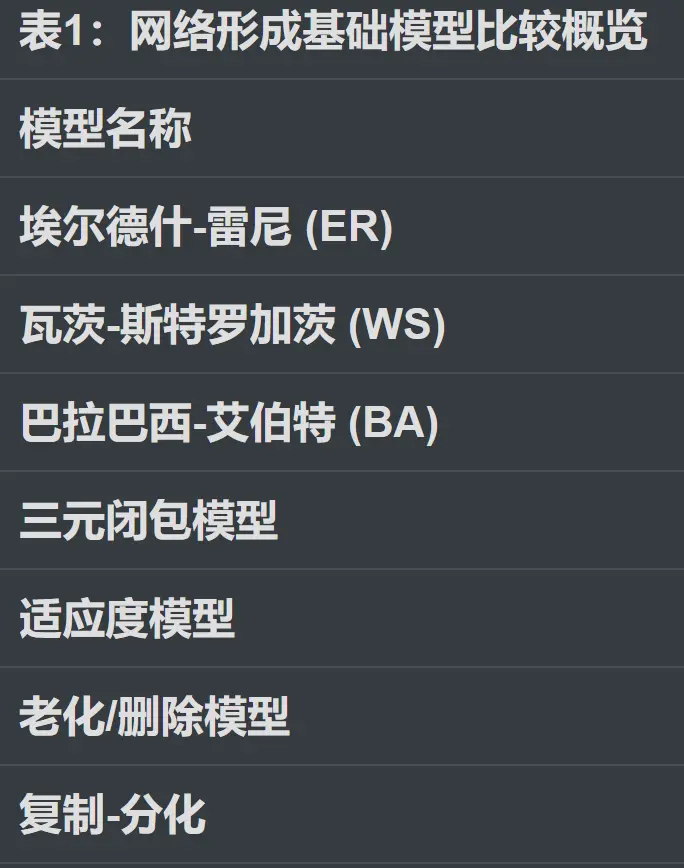 表1：网络形成基础模型比较概览
模型名称
埃尔德什-雷尼 (ER)
瓦茨-斯特罗加茨 (WS)
巴拉巴西-艾伯特 (BA)
三元闭包模型
适应度模型
老化/删除模型
复制-分化